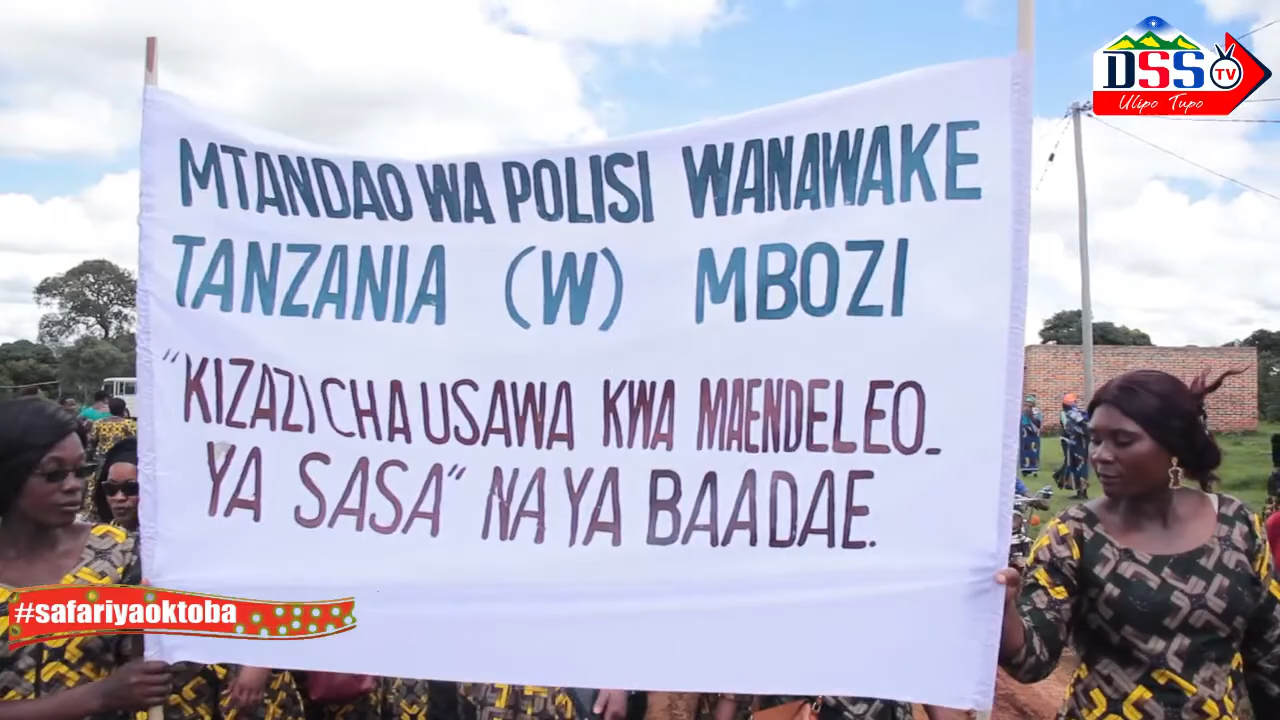 DSS TV
Ulipo Tupo
MTANDAO WA POLISI WANAWAKE
TANZANIA (W) MBOZI
"KIZAZI CHA USAWA KWA MAENDELEO_
YA SASA" NA YA BAADAE.
#safariyaoktoba